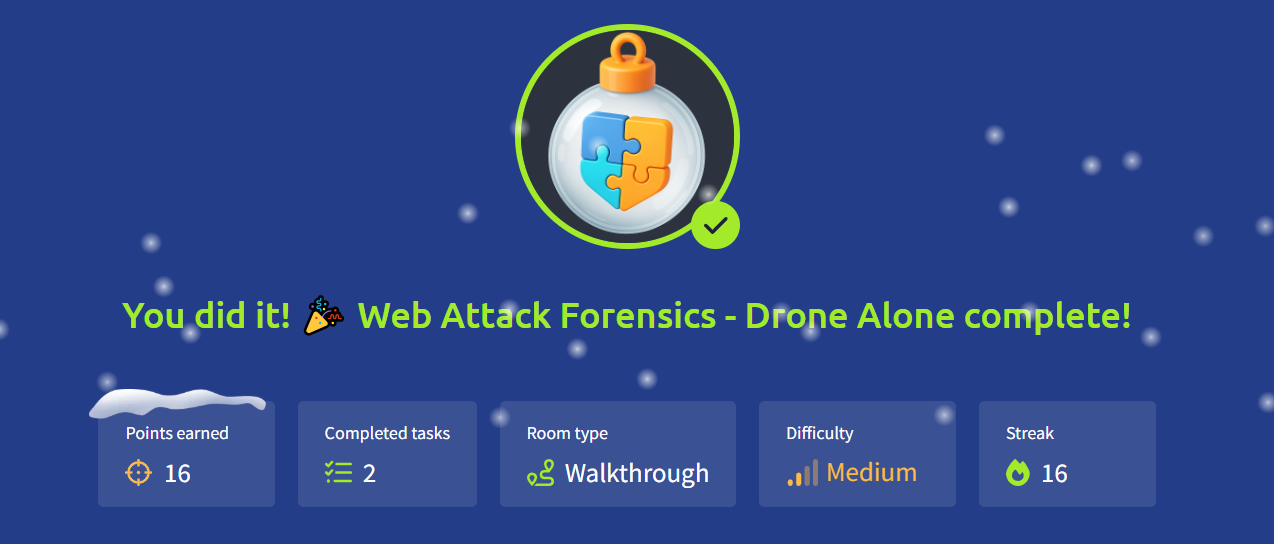 You did it! 🎉 Web Attack Forensics - Drone Alone complete!
Points earned
16
Completed tasks
2
Room type
Walkthrough
Difficulty
Medium
Streak
16